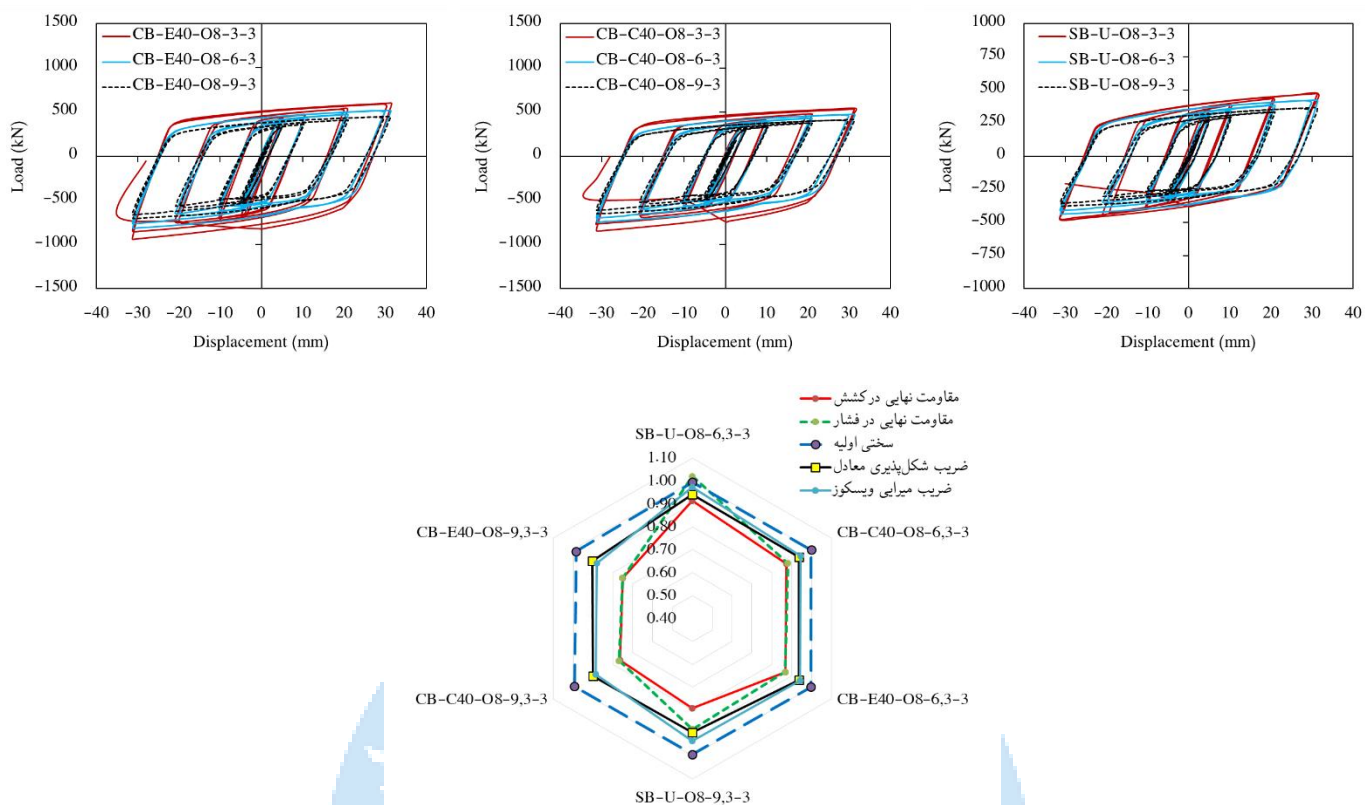 1500
1000
500
0
-500
-1000
-1500
Load (kN)
CB-E40-O8-3-3
CB-E40-O8-6-3
CB-E40-O8-9-3
-40 -30 -20 -10 0 10 20 30 40
Displacement (mm)
1500
1000
500
0
-500
-1000
-1500
Load (kN)
CB-C40-O8-3-3
CB-C40-O8-6-3
CB-C40-O8-9-3
-40 -30 -20 -10 0 10 20 30 40
Displacement (mm)
1000
750
500
250
0
-250
-500
-750
-1000
Load (kN)
SB-U-O8-3-3
SB-U-O8-6-3
SB-U-O8-9-3
-40 -30 -20 -10 0 10 20 30 40
Displacement (mm)
مقاومت نهایی در کشش
مقاومت نهایی در فشار
سختی اولیه
ضریب شکل‌پذیری معادل
ضریب میرایی ویسکوز
SB-U-O8-6,3-3
1.10
1.00
0.90
0.80
0.70
0.60
0.50
0.40
CB-E40-O8-9,3-3
CB-C40-O8-6,3-3
CB-C40-O8-9,3-3
CB-E40-O8-6,3-3
SB-U-O8-9,3-3